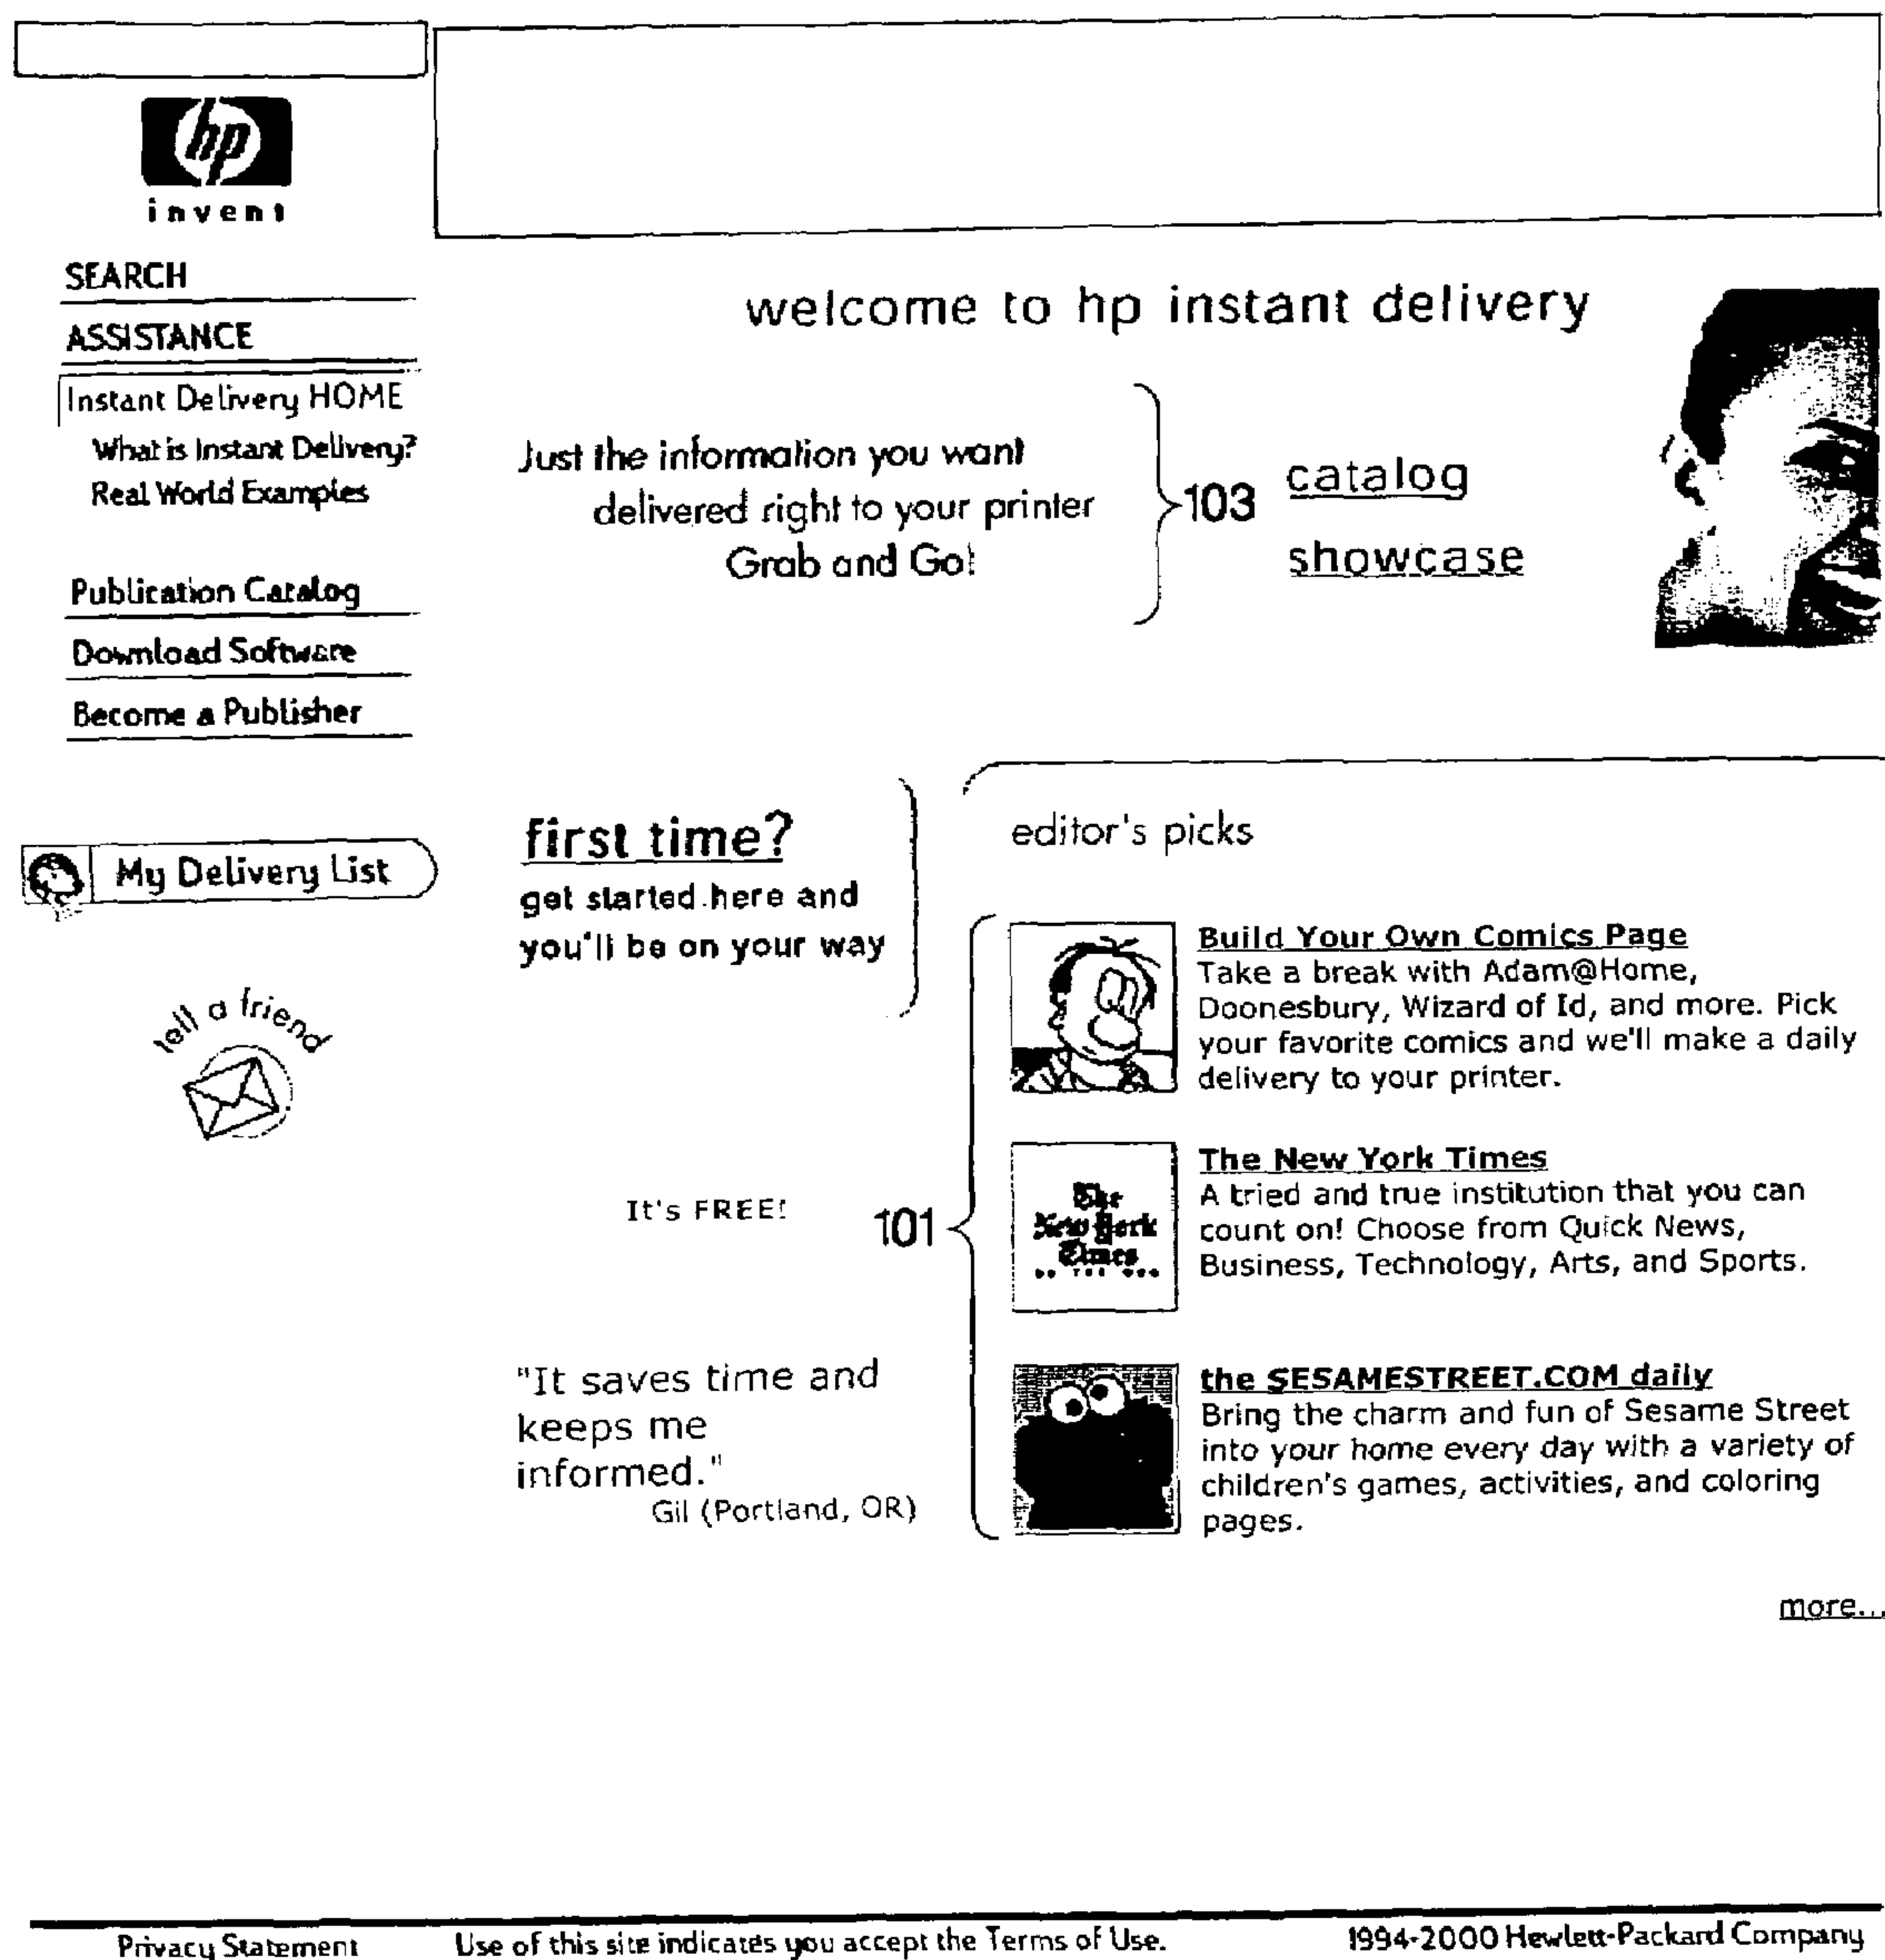 hp
invent
SEARCH
ASSISTANCE
Instant Delivery HOME
What is Instant Delivery?
Real World Examples
Publication Catalog
Download Software
Become a Publisher
My Delivery List
tell a friend
welcome to hp instant delivery
Just the information you want
delivered right to your printer
Grab and Go!
103
catalog
showcase
first time?
get started here and
you'll be on your way
It's FREE!
"It saves time and
keeps me
informed."
Gil (Portland, OR)
101
editor's picks
Build Your Own Comics Page
Take a break with Adam@Home,
Doonesbury, Wizard of Id, and more. Pick
your favorite comics and we'll make a daily
delivery to your printer.
The
New York
Times
ON THE WEB
The New York Times
A tried and true institution that you can
count on! Choose from Quick News,
Business, Technology, Arts, and Sports.
the SESAMESTREET.COM daily
Bring the charm and fun of Sesame Street
into your home every day with a variety of
children's games, activities, and coloring
pages.
more...
Privacy Statement
Use of this site indicates you accept the Terms of Use.
1994-2000 Hewlett-Packard Company